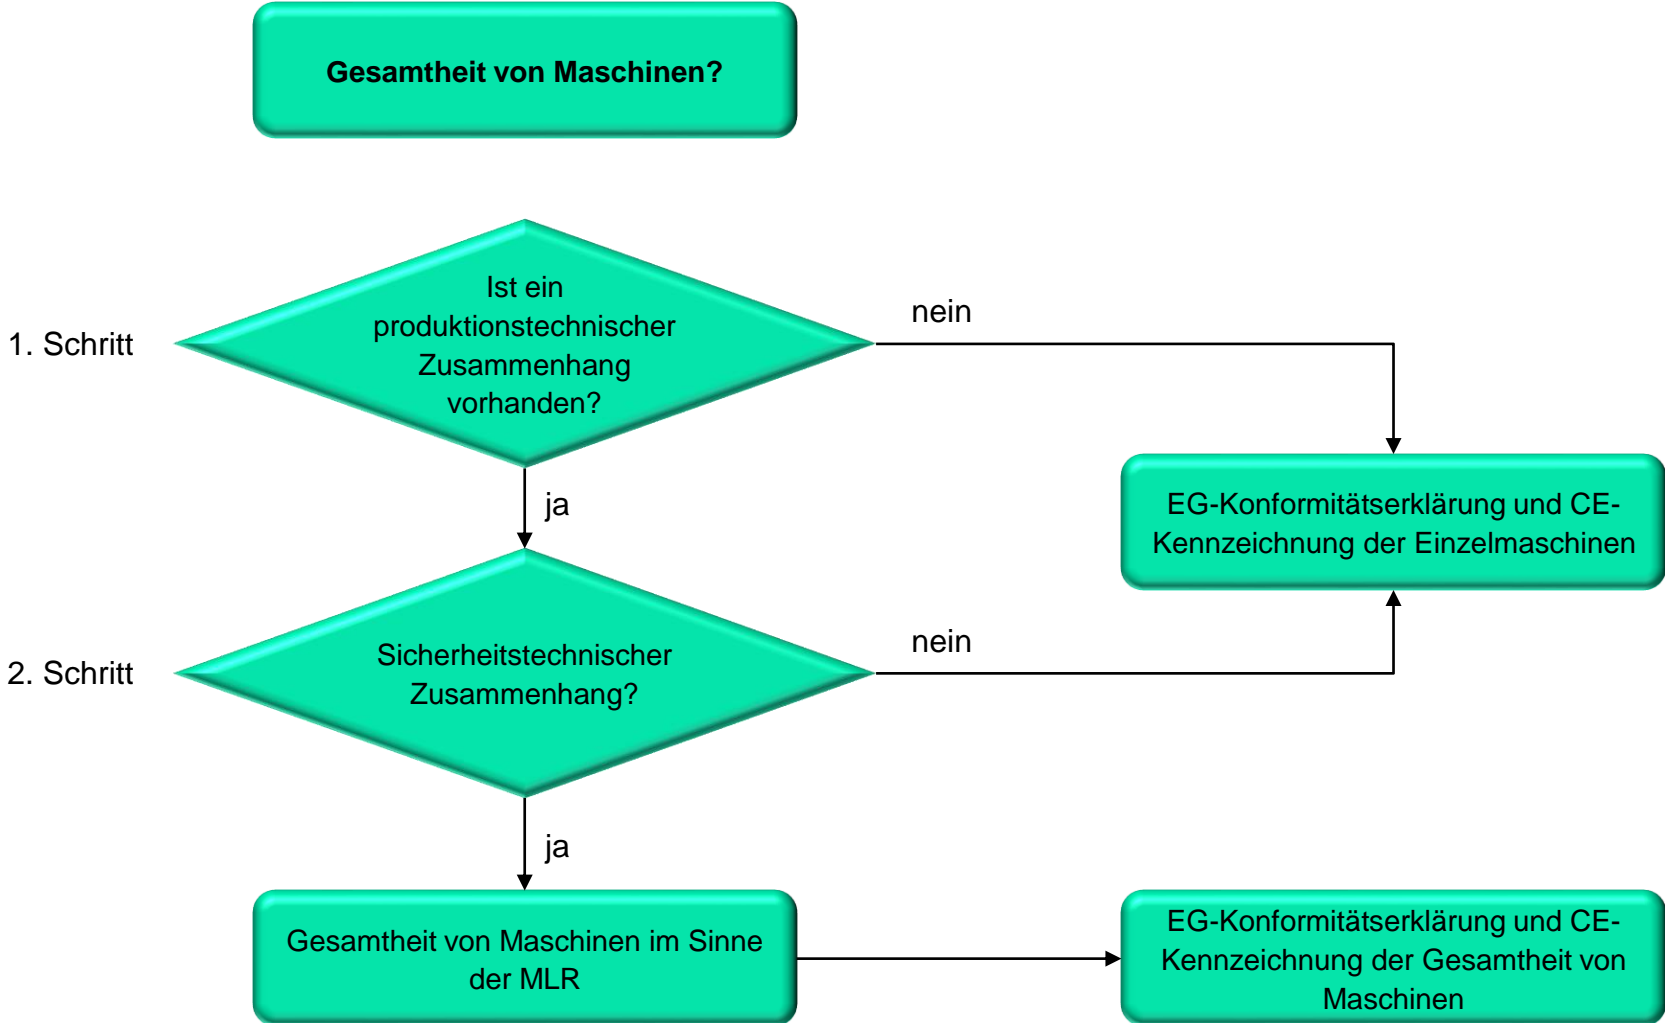 Gesamtheit von Maschinen?
1. Schritt
Ist ein
produktionstechnischer
Zusammenhang
vorhanden?
nein
ja
EG-Konformitätserklärung und CE-
Kennzeichnung der Einzelmaschinen
2. Schritt
Sicherheitstechnischer
Zusammenhang?
nein
ja
Gesamtheit von Maschinen im Sinne
der MLR
EG-Konformitätserklärung und CE-
Kennzeichnung der Gesamtheit von
Maschinen